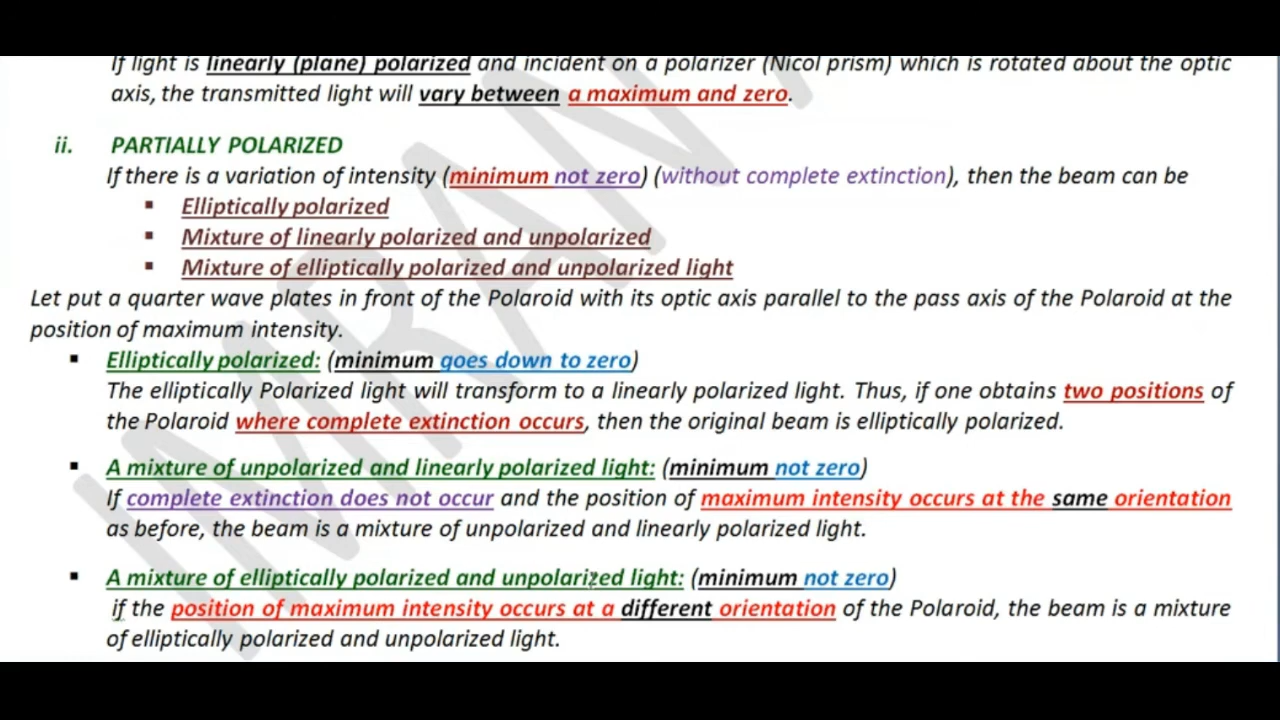 If light is linearly (plane) polarized and incident on a polarizer (Nicol prism) which is rotated about the optic
axis, the transmitted light will vary between a maximum and zero.
ii. PARTIALLY POLARIZED
If there is a variation of intensity (minimum not zero) (without complete extinction), then the beam can be
▪ Elliptically polarized
▪ Mixture of linearly polarized and unpolarized
▪ Mixture of elliptically polarized and unpolarized light
Let put a quarter wave plates in front of the Polaroid with its optic axis parallel to the pass axis of the Polaroid at the
position of maximum intensity.
▪ Elliptically polarized: (minimum goes down to zero)
The elliptically Polarized light will transform to a linearly polarized light. Thus, if one obtains two positions of
the Polaroid where complete extinction occurs, then the original beam is elliptically polarized.
▪ A mixture of unpolarized and linearly polarized light: (minimum not zero)
If complete extinction does not occur and the position of maximum intensity occurs at the same orientation
as before, the beam is a mixture of unpolarized and linearly polarized light.
▪ A mixture of elliptically polarized and unpolarized light: (minimum not zero)
if the position of maximum intensity occurs at a different orientation of the Polaroid, the beam is a mixture
of elliptically polarized and unpolarized light.
IMRAN